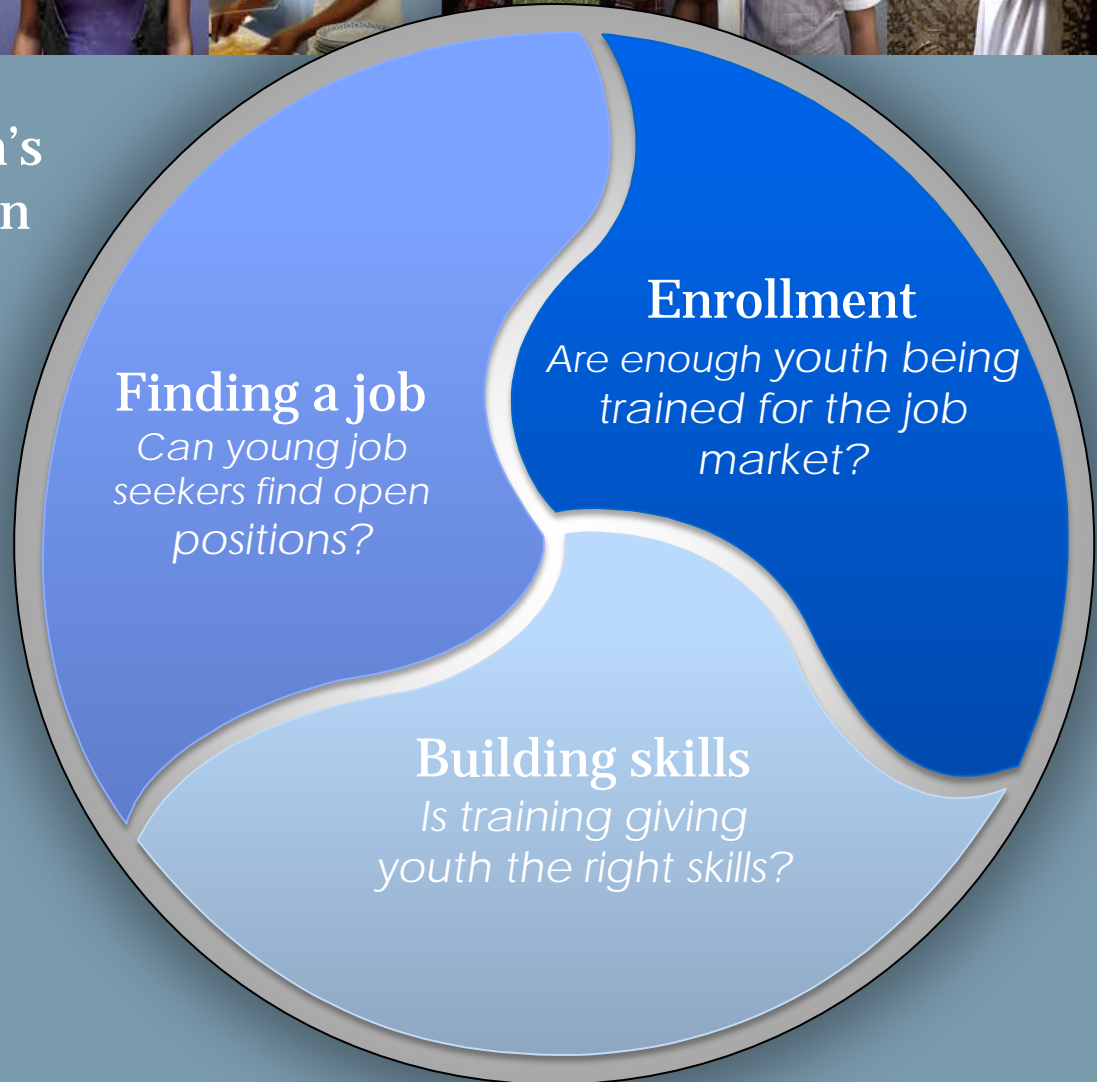 's
Finding a job
Can young job
seekers find open
positions?
Enrollment
Are enough youth being
trained for the job
market?
Building skills
Is training giving
youth the right skills?